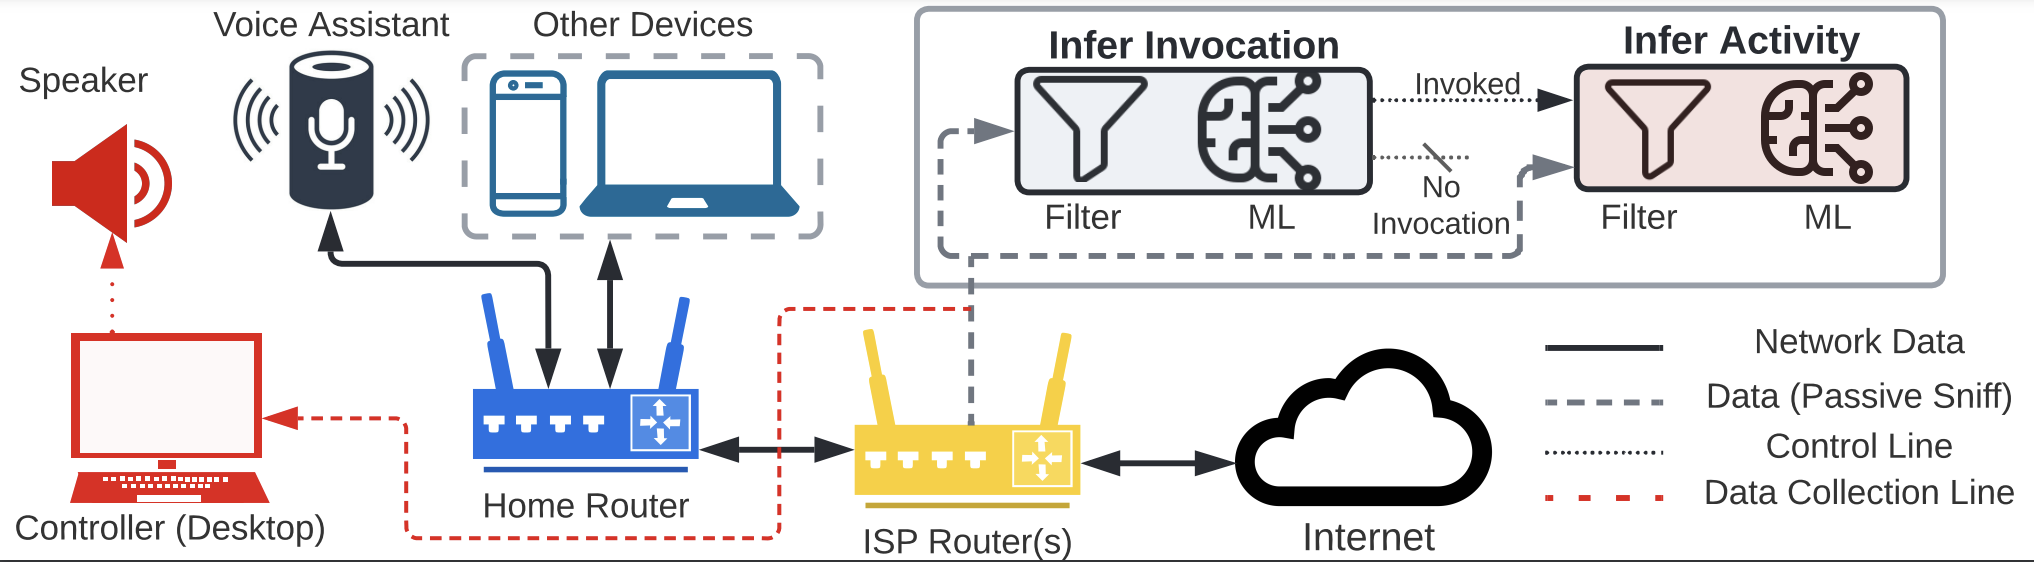 Voice Assistant
Other Devices
Speaker
Infer Invocation
Infer Activity
Invoked
No
Invocation
Filter
ML
Filter
ML
Network Data
Data (Passive Sniff)
Control Line
Data Collection Line
Controller (Desktop)
Home Router
ISP Router(s)
Internet